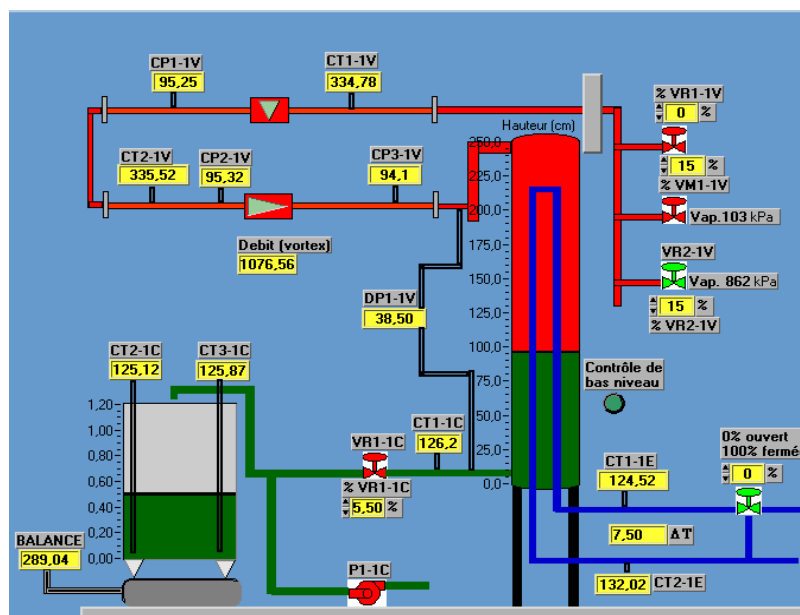 CP1-1V
95,25
CT1-1V
334,78
% VR1-1V
0 %
15 %
% VM1-1V
Vap.103 kPa
VR2-1V
Vap. 862 kPa
15 %
% VR2-1V
CT2-1V
335,52
CP2-1V
95,32
CP3-1V
94,1
Debit (vortex)
1076,56
Hauteur (cm)
250,0
225,0
200,0
175,0
150,0
125,0
100,0
75,0
50,0
25,0
0,0
DP1-1V
38,50
Contrôle de
bas niveau
CT2-1C
125,12
CT3-1C
125,87
1,20
1,00
0,80
0,60
0,40
0,20
0,00
BALANCE
289,04
VR1-1C
% VR1-1C
5,50 %
CT1-1C
126,2
P1-1C
0% ouvert
100% fermé
0 %
CT1-1E
124,52
7,50 ΔT
132,02 CT2-1E